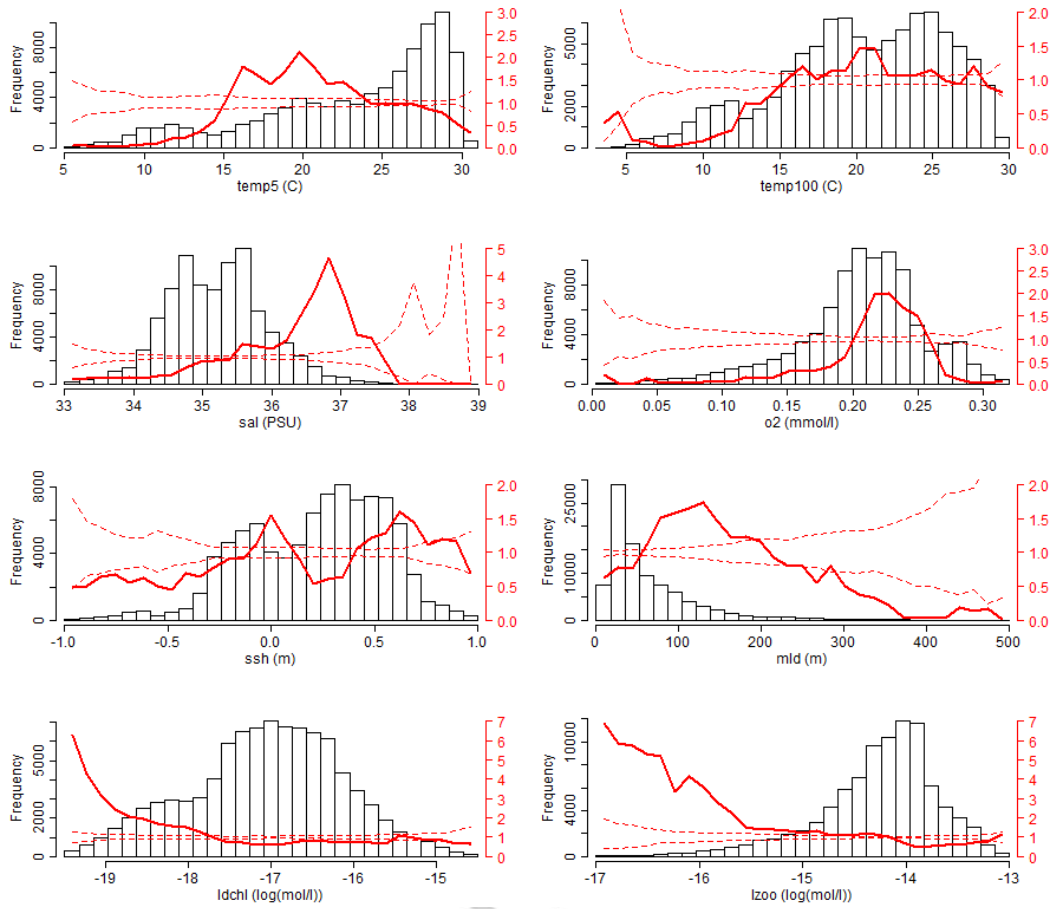 Frequency
0 4000 8000
0.0 0.5 1.0 1.5 2.0 2.5 3.0
5 10 15 20 25 30
temp5 (C)
Frequency
0 2000 5000
0.0 0.5 1.0 1.5 2.0
5 10 15 20 25 30
temp100 (C)
Frequency
0 4000 8000
0 1 2 3 4 5
33 34 35 36 37 38 39
sal (PSU)
Frequency
0 4000 8000
0.0 0.5 1.0 1.5 2.0 2.5 3.0
0.00 0.05 0.10 0.15 0.20 0.25 0.30
o2 (mmol/l)
Frequency
0 4000 8000
0.0 0.5 1.0 1.5 2.0
-1.0 -0.5 0.0 0.5 1.0
ssh (m)
Frequency
0 10000 25000
0.0 0.5 1.0 1.5 2.0
0 100 200 300 400 500
mld (m)
Frequency
0 2000 5000
0 1 2 3 4 5 6 7
-19 -18 -17 -16 -15
ldchl (log(mol/l))
Frequency
0 4000 10000
0 1 2 3 4 5 6 7
-17 -16 -15 -14 -13
lzoo (log(mol/l))